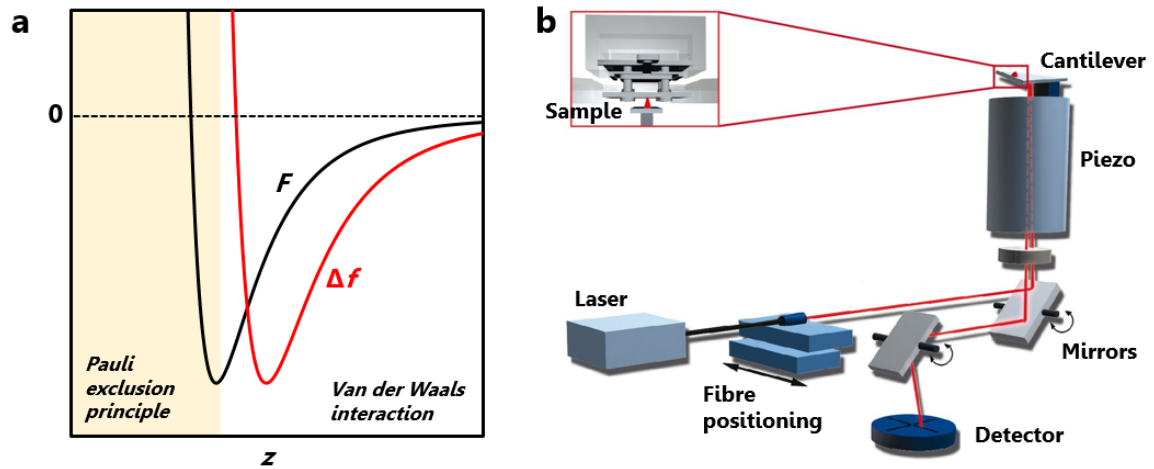 a
0
F
Δf
Pauli
exclusion
principle
Van der Waals
interaction
z
b
Cantilever
Sample
Piezo
Laser
Mirrors
Fibre
positioning
Detector